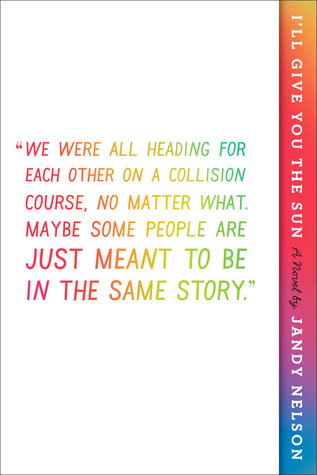 “WE WERE ALL HEADING FOR
EACH OTHER ON A COLLISION
COURSE, NO MATTER WHAT.
MAYBE SOME PEOPLE ARE
JUST MEANT TO BE
IN THE SAME STORY.”
I'LL GIVE YOU THE SUN A Novel by JANDY NELSON